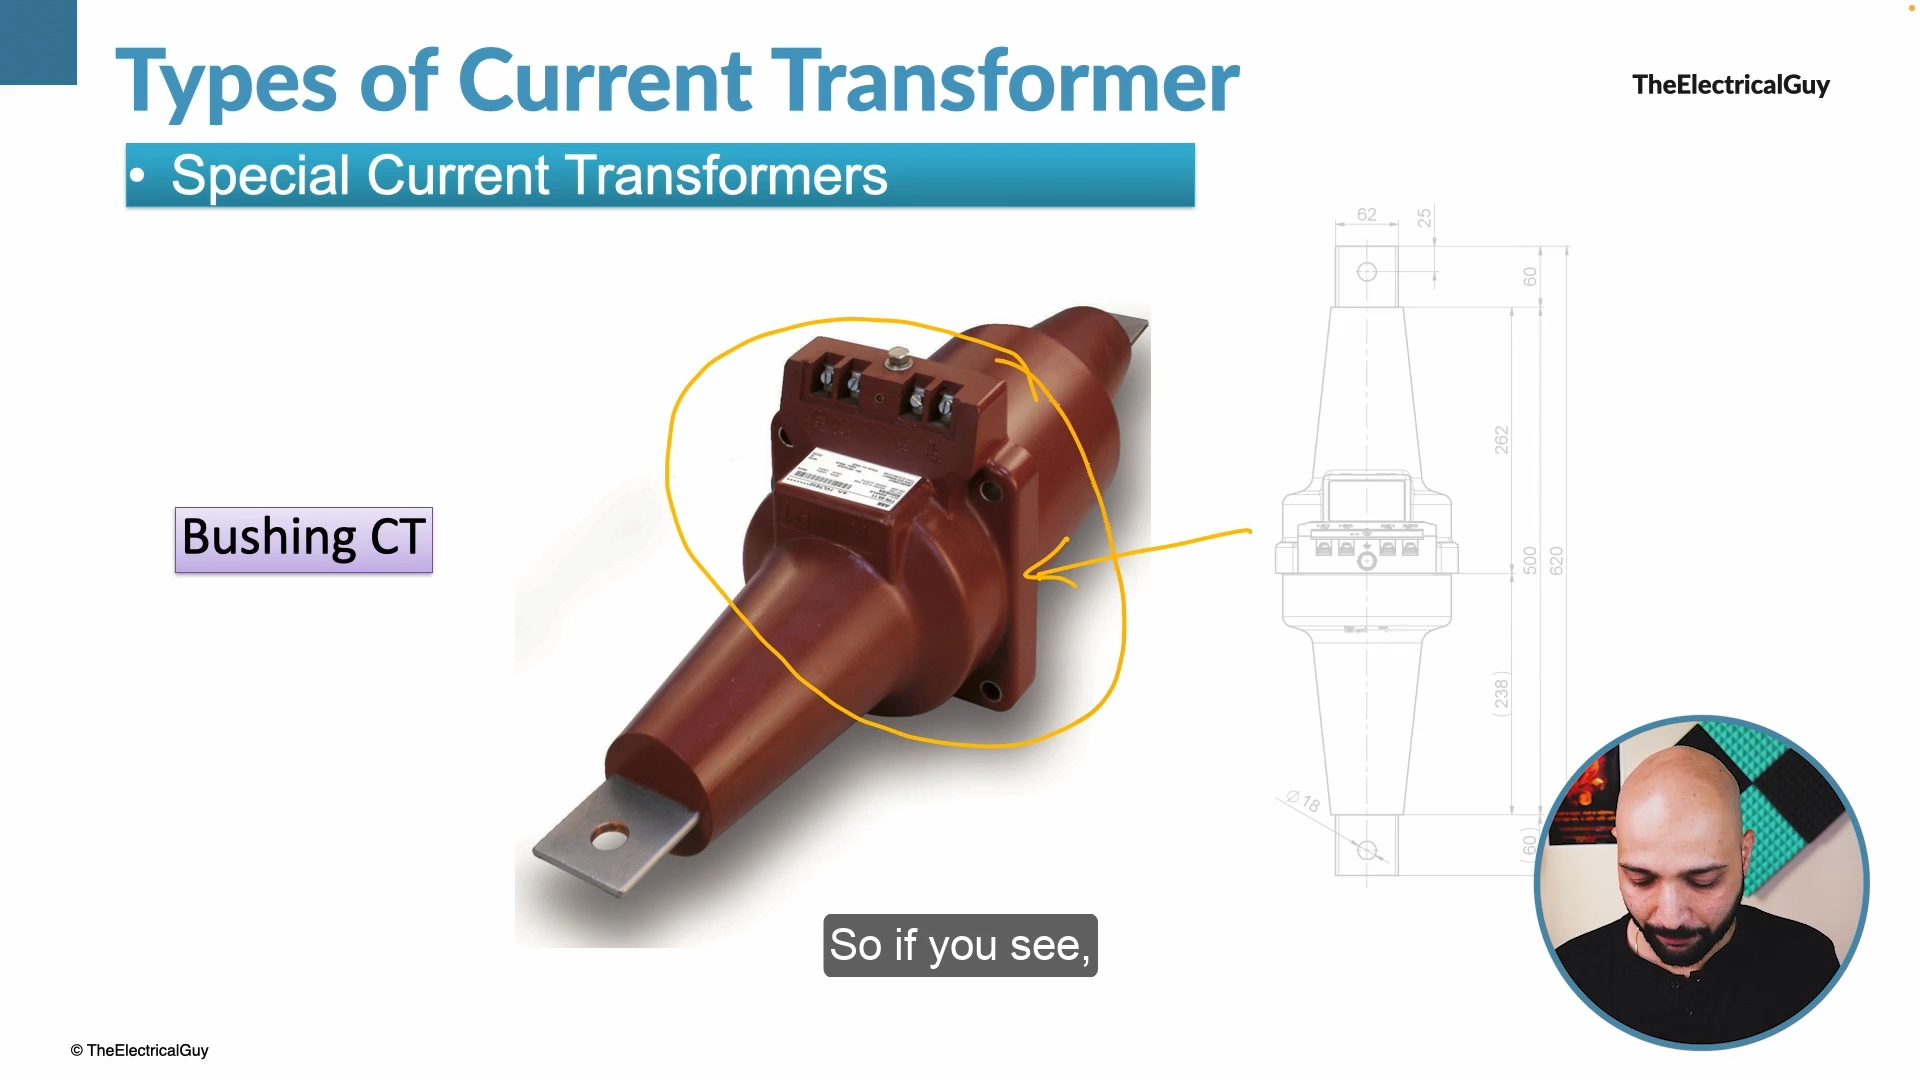 Types of Current Transformer
TheElectricalGuy
• Special Current Transformers
62
25
60
262
Bushing CT
500
620
(238)
Ø18
(60)
So if you see,
© TheElectricalGuy